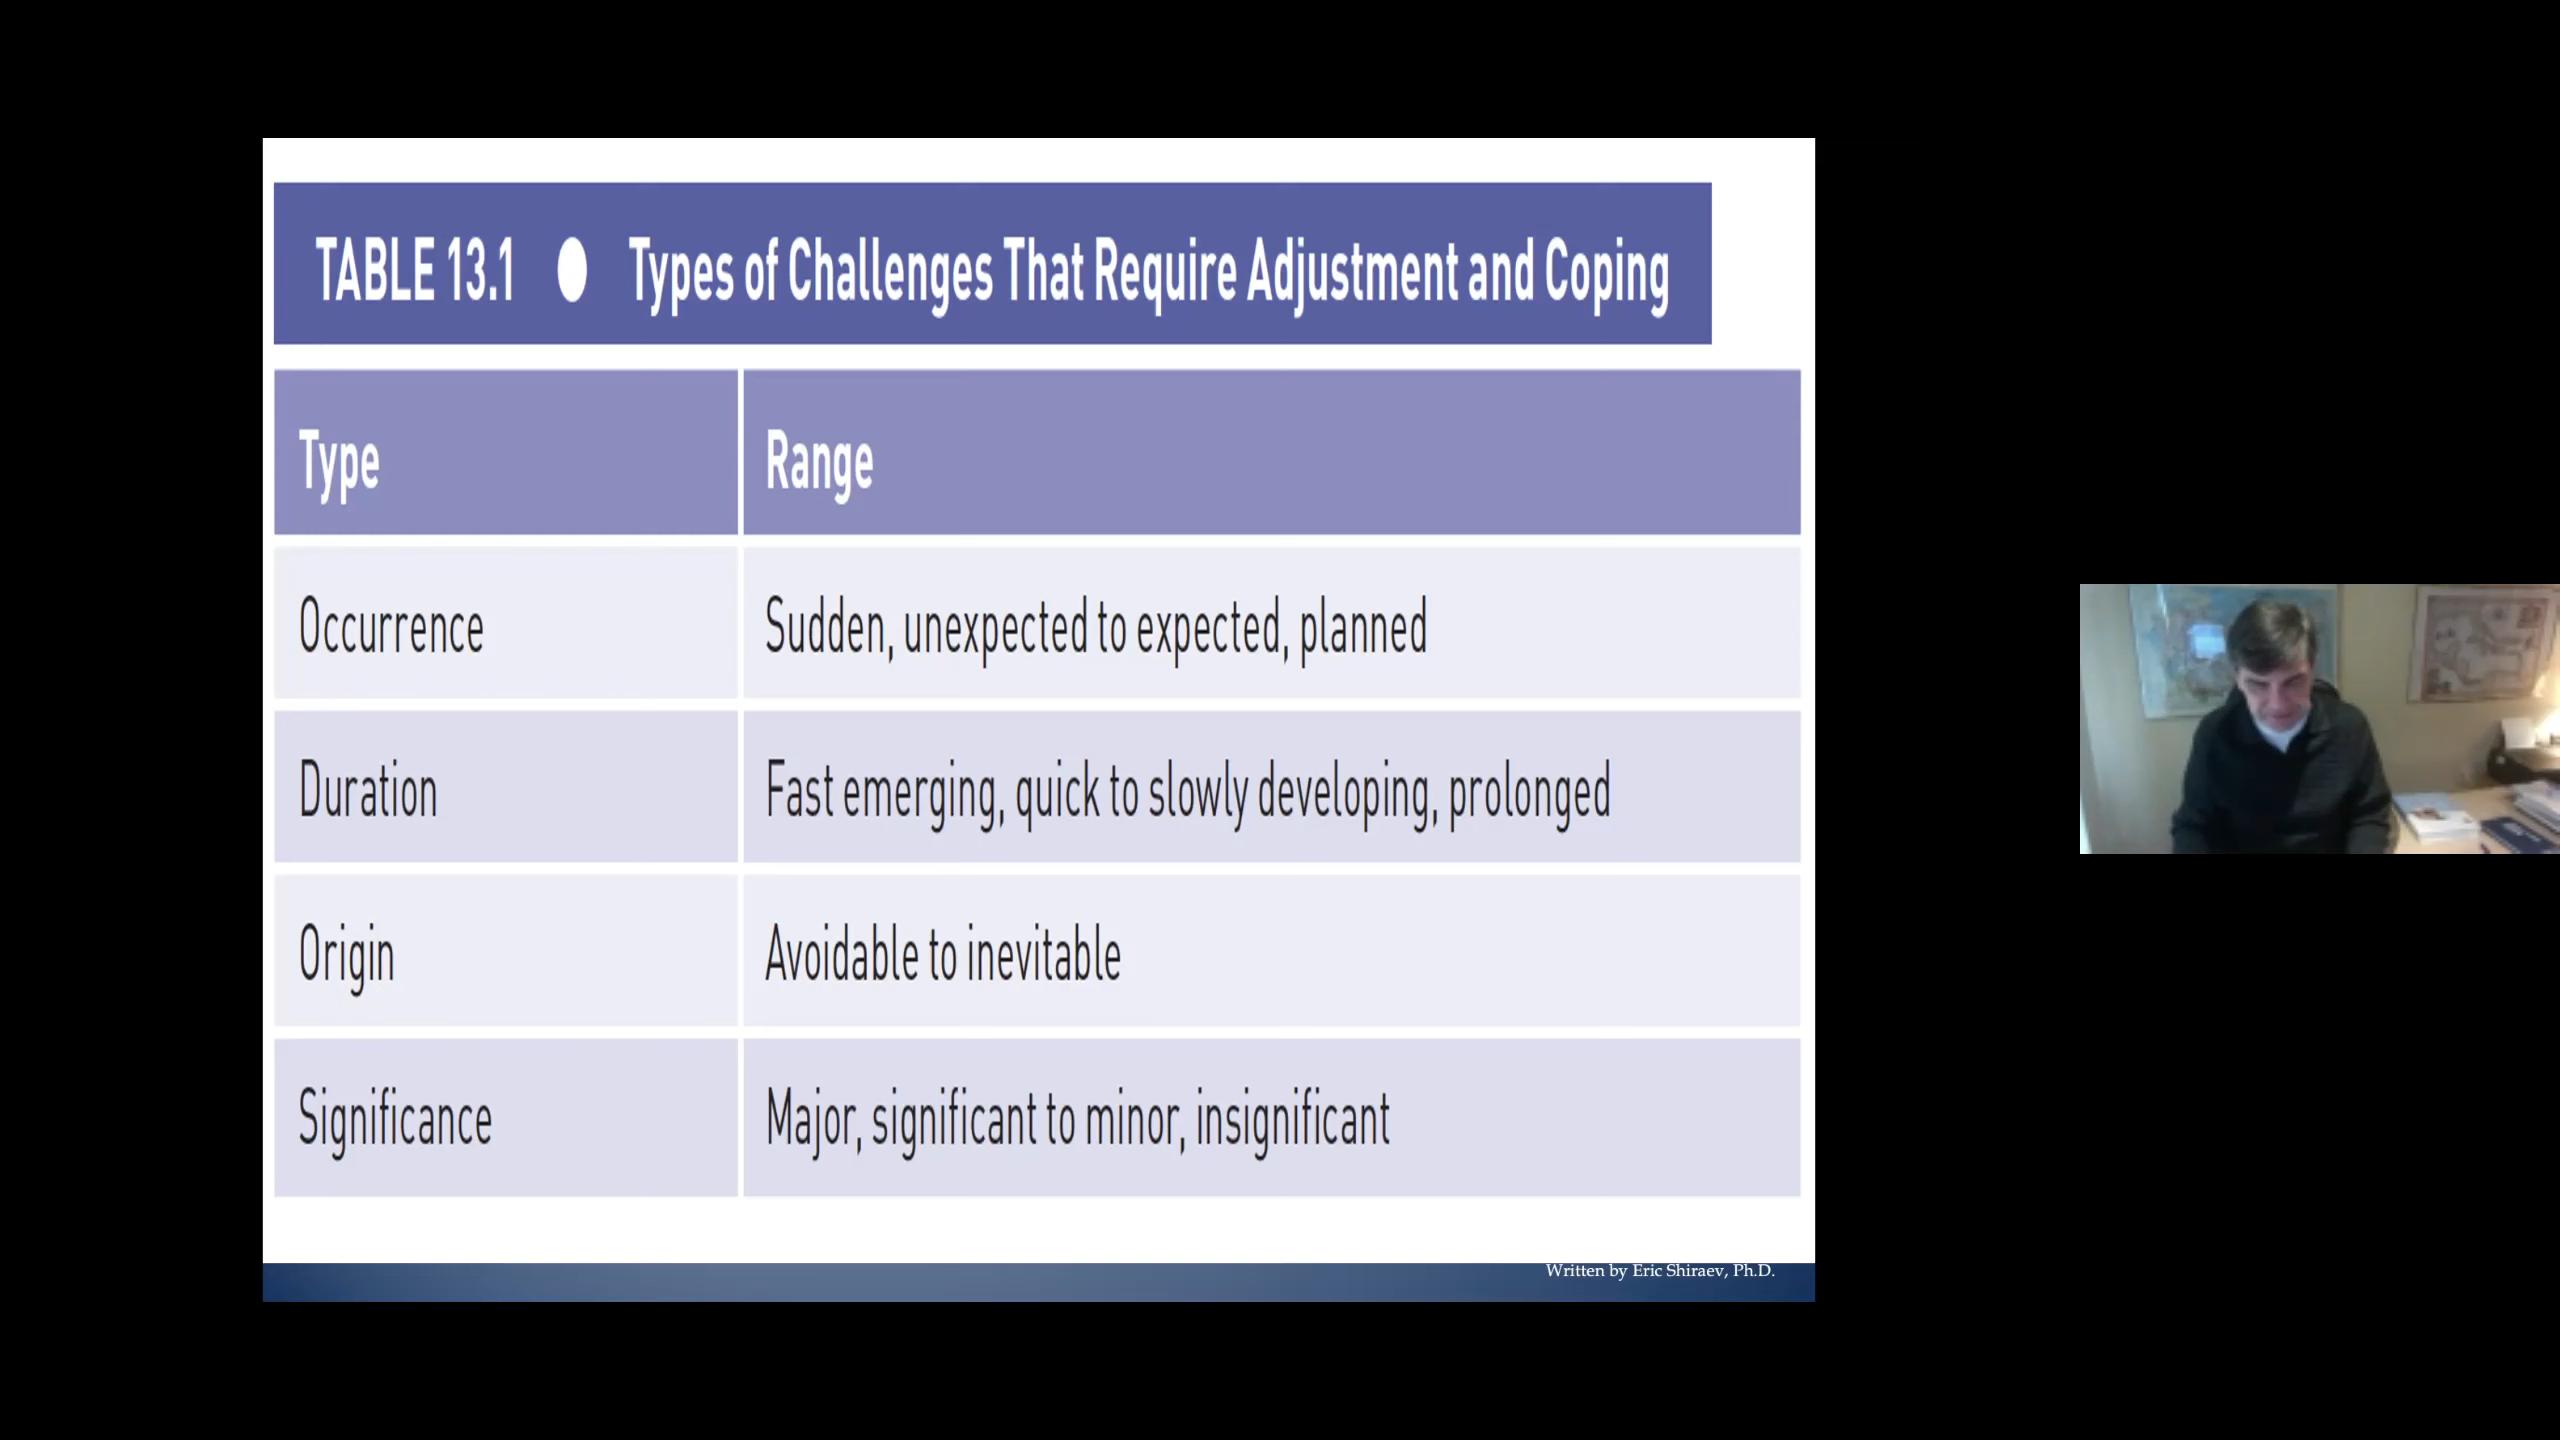 TABLE 13.1 ● Types of Challenges That Require Adjustment and Coping
Type Range
Occurrence Sudden, unexpected to expected, planned
Duration Fast emerging, quick to slowly developing, prolonged
Origin Avoidable to inevitable
Significance Major, significant to minor, insignificant
Written by Eric Shiraev, Ph.D.